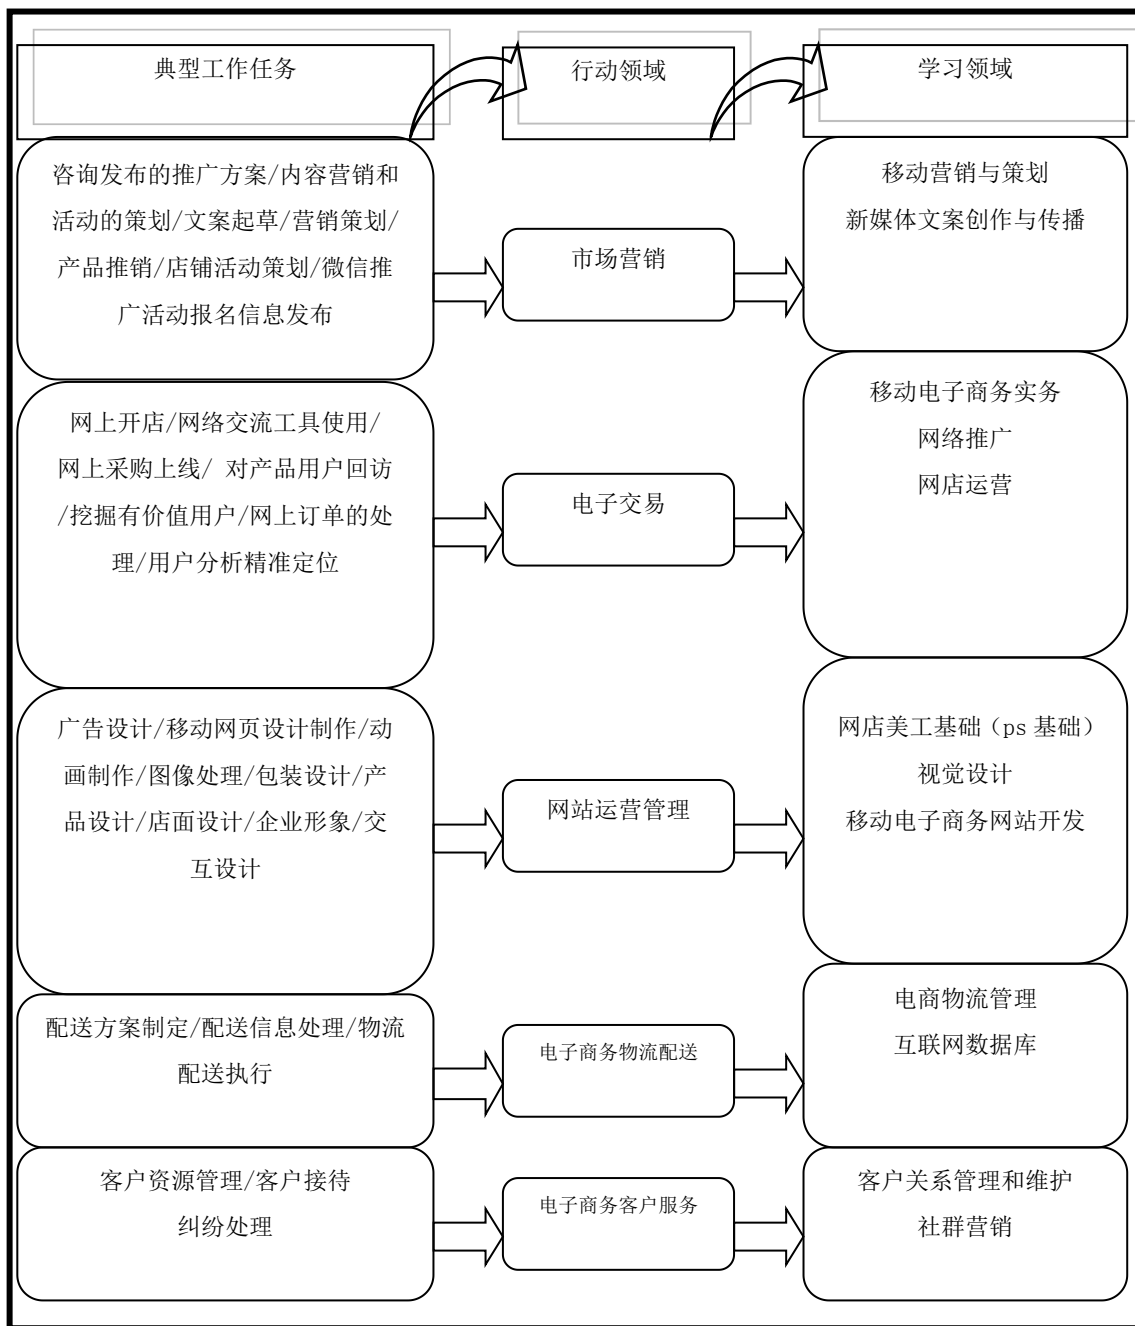 典型工作任务
行动领域
学习领域
咨询发布的推广方案/内容营销和
活动的策划/文案起草/营销策划/
产品推销/店铺活动策划/微信推
广活动报名信息发布
市场营销
移动营销与策划
新媒体文案创作与传播
网上开店/网络交流工具使用/
网上采购上线/ 对产品用户回访
/挖掘有价值用户/网上订单的处
理/用户分析精准定位
电子交易
移动电子商务实务
网络推广
网店运营
广告设计/移动网页设计制作/动
画制作/图像处理/包装设计/产
品设计/店面设计/企业形象/交
互设计
网站运营管理
网店美工基础（ps 基础）
视觉设计
移动电子商务网站开发
配送方案制定/配送信息处理/物流
配送执行
电子商务物流配送
电商物流管理
互联网数据库
客户资源管理/客户接待
纠纷处理
电子商务客户服务
客户关系管理和维护
社群营销